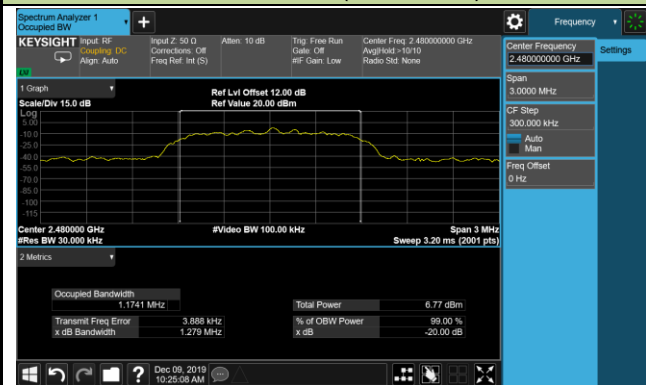 Spectrum Analyzer 1
Occupied BW
+
Frequency
KEYSIGHT
Input: RF
Coupling: DC
Align: Auto
Input Z: 50 Ω
Corrections: Off
Freq Ref: Int (S)
Atten: 10 dB
Trig: Free Run
Gate: Off
#IF Gain: Low
Center Freq: 2.480000000 GHz
Avg|Hold:>10/10
Radio Std: None
Center Frequency
2.480000000 GHz
Settings
Span
3.0000 MHz
CF Step
300.000 kHz
Auto
Man
Freq Offset
0 Hz
LV
1 Graph
Scale/Div 15.0 dB
Ref Lvl Offset 12.00 dB
Ref Value 20.00 dBm
Log
5.00
-10.0
-25.0
-40.0
-55.0
-70.0
-85.0
-100
-115
Center 2.480000 GHz
#Res BW 30.000 kHz
#Video BW 100.00 kHz
Span 3 MHz
Sweep 3.20 ms (2001 pts)
2 Metrics
Occupied Bandwidth
1.1741 MHz
Total Power 6.77 dBm
Transmit Freq Error 3.888 kHz
% of OBW Power 99.00 %
x dB Bandwidth 1.279 MHz
x dB -20.00 dB
?
Dec 09, 2019
10:25:08 AM